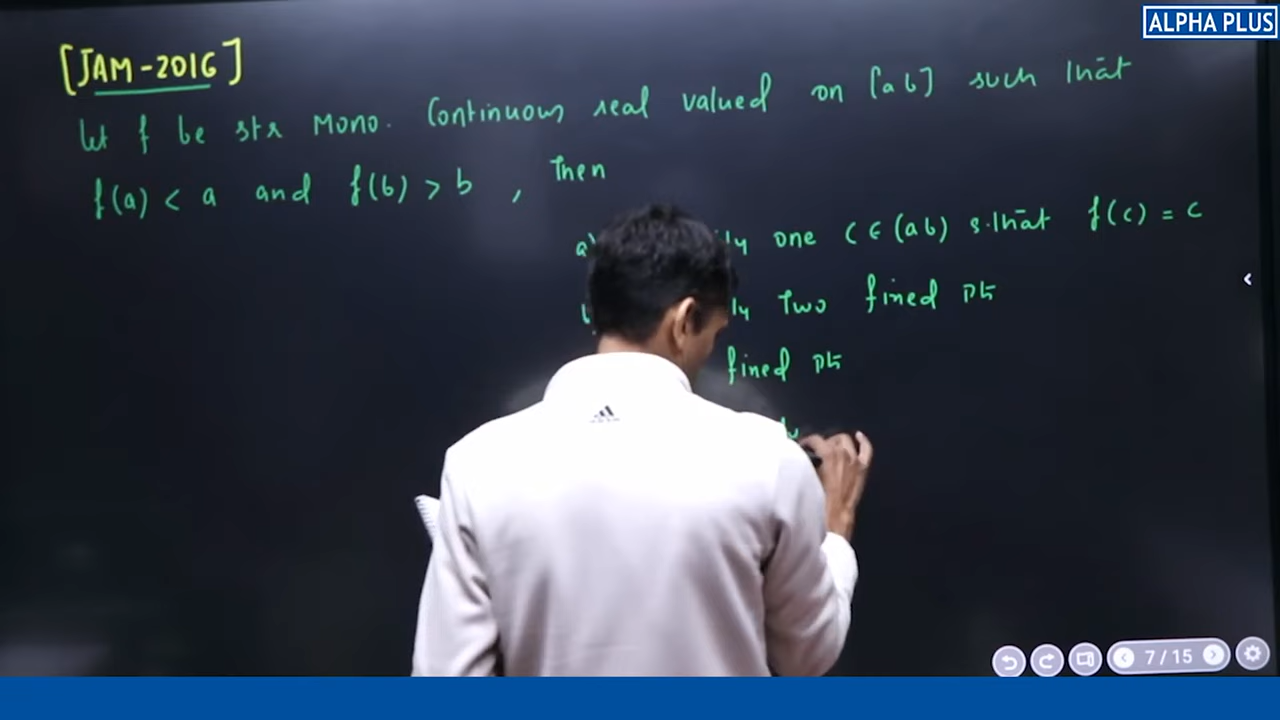 ALPHA PLUS
[JAM-2016]
let f be str Mono. Continuous real valued on [a b] such that
f(a) < a and f(b) > b , Then
a) one C ∈ (a b) s.that f(c) = c
Two fixed pts
fixed pts
7/15